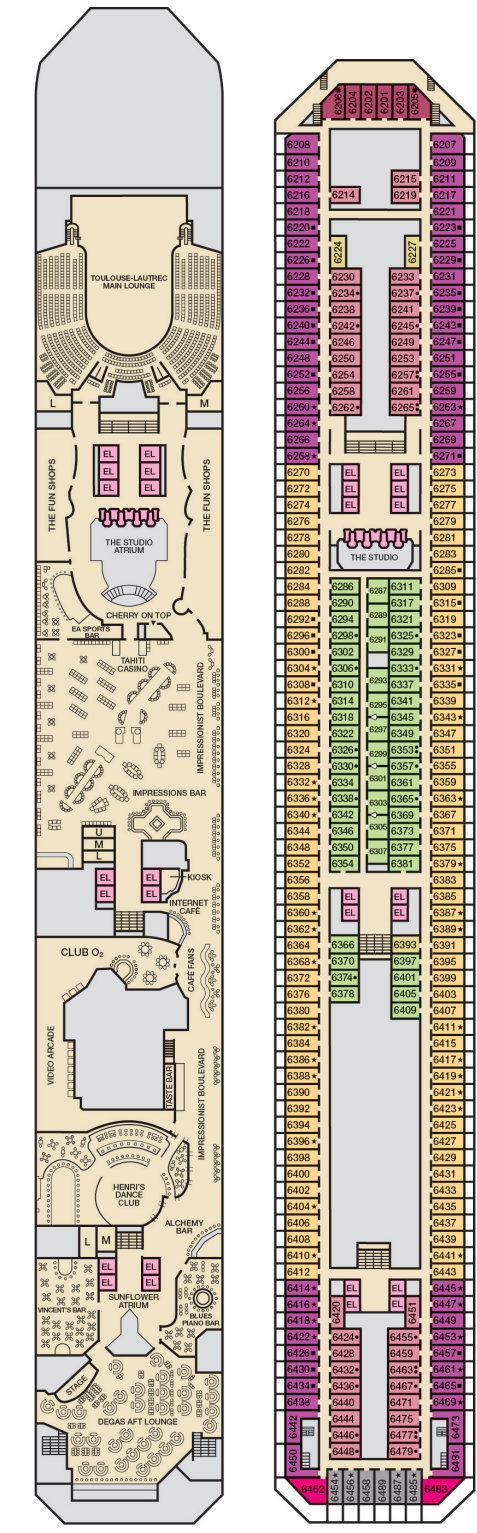 TOULOUSE-LAUTREC
MAIN LOUNGE
L
M
THE FUN SHOPS
THE FUN SHOPS
EL EL
EL EL
EL EL
THE STUDIO
ATRIUM
CHERRY ON TOP
EA SPORTS
BAR
TAHITI
CASINO
IMPRESSIONIST BOULEVARD
IMPRESSIONS BAR
U
M
L
EL EL
EL EL
KIOSK
INTERNET
CAFÉ
CLUB O₂
CAFÉ FANS
VIDEO ARCADE
TASTE BAR
IMPRESSIONIST BOULEVARD
HENRI'S
DANCE
CLUB
ALCHEMY
BAR
L
M
EL EL
EL EL
SUNFLOWER
ATRIUM
VINCENT'S BAR
BLUES
PIANO BAR
STAGE
DEGAS AFT LOUNGE
6206 6204 6202 6201 6203 6205
6208 6207
6210 6209
6212 6215 6211
6216 6214 6219 6217
6218 6221
6220■ 6223■
6222 6224 6227 6225
6226■ 6229■
6228 6230 6233 6231
6232■ 6234• 6237• 6235■
6236 6238 6241 6239■
6240■ 6242• 6245• 6243■
6244■ 6246 6249 6247■
6248 6250 6253 6251
6252■ 6254 6257 6255■
6256 6258 6261 6259
6260★ 6262• 6265 6263★
6264★ 6267
6266 6269
6268★ 6271■
6270 EL EL 6273
6272 EL EL 6275
6274 EL EL 6277
6276 6279
6278 6281
6280 THE STUDIO 6283
6282 6285■
6284 6286 6287 6311 6309
6288 6290 6317 6315■
6292■ 6294 6289 6321 6319
6296■ 6298• 6291 6325• 6323■
6300■ 6302 6329 6327■
6304★ 6306• 6333• 6331★
6308■ 6310 6293 6337 6335■
6312★ 6314 6295 6341 6339
6316 6318 6345 6343★
6320 6322 6297 6349 6347
6324 6326• 6353 6351
6328 6330• 6299 6357 6355
6332★ 6334 6301 6361 6359
6336★ 6338• 6303 6365• 6363★
6340★ 6342 6369 6367
6344 6346 6305 6373 6371
6348 6350 6307 6377 6375
6352 6354 6381 6379★
6356 6383
6358 EL EL 6385
6360★ EL EL 6387★
6362★ 6389★
6364 6366 6393 6391
6368★ 6370 6397 6395
6372 6374• 6401 6399
6376 6378 6405 6403
6380 6409 6407
6382★ 6411★
6384 6415
6386★ 6417★
6388★ 6419★
6390 6421★
6392 6423★
6394 6425
6396★ 6427
6398 6429
6400 6431
6402 6433
6404★ 6435
6406 6437
6408 6439
6410★ 6441★
6412 6443
6414★ EL EL 6445★
6416★ 6420 EL EL 6451 6447★
6418★ 6449
6422★ 6424• 6455• 6453★
6426■ 6428 6459 6457■
6430■ 6432• 6463 6461★
6434■ 6436• 6467• 6465■
6438 6440 6471 6469★
6442 6444 6475 6473
6446• 6477
6450 6448• 6479• 6481
6452 6454★ 6456★ 6458 6489 6487★ 6485★ 6483